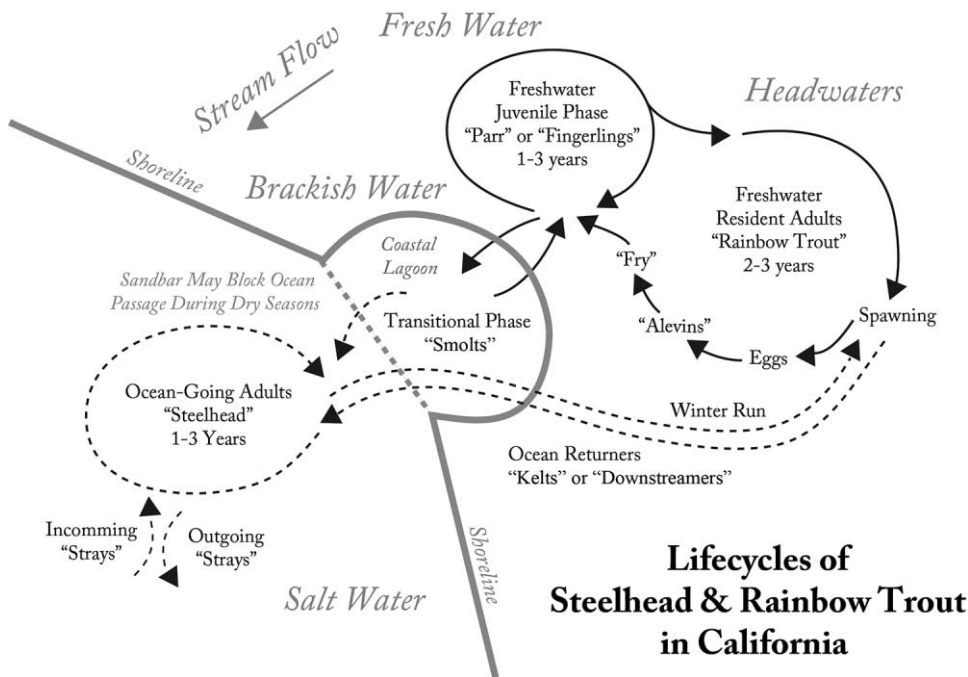 Fresh Water
Stream Flow
Headwaters
Freshwater
Juvenile Phase
“Parr” or “Fingerlings”
1-3 years
Shoreline
Brackish Water
Freshwater
Resident Adults
“Rainbow Trout”
2-3 years
Coastal
Lagoon
“Fry”
Sandbar May Block Ocean
Passage During Dry Seasons
Transitional Phase
“Smolts”
“Alevins”
Spawning
Eggs
Ocean-Going Adults
“Steelhead”
1-3 Years
Winter Run
Ocean Returners
“Kelts” or “Downstreamers”
Incomming
“Strays”
Outgoing
“Strays”
Shoreline
Salt Water
Lifecycles of
Steelhead & Rainbow Trout
in California